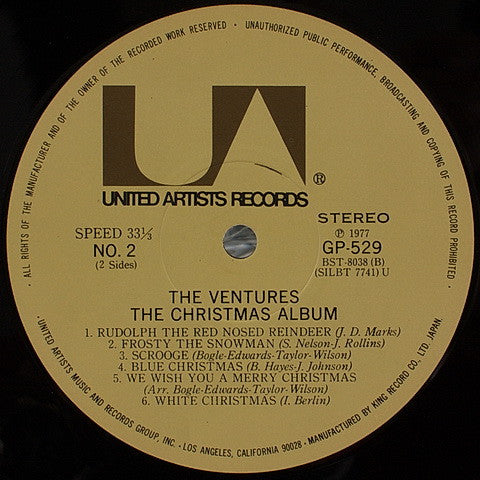 · ALL RIGHTS OF THE MANUFACTURER AND OF THE OWNER OF THE RECORDED WORK RESERVED · UNAUTHORIZED PUBLIC PERFORMANCE, BROADCASTING AND COPYING OF THIS RECORD PROHIBITED ·
UA
®
UNITED ARTISTS RECORDS
SPEED 33⅓
NO. 2
(2 Sides)
STEREO
Ⓟ 1977
GP-529
BST-8038 (B)
(SILBT 7741) U
THE VENTURES
THE CHRISTMAS ALBUM
1. RUDOLPH THE RED NOSED REINDEER (J. D. Marks)
2. FROSTY THE SNOWMAN (S. Nelson-J. Rollins)
3. SCROOGE (Bogle-Edwards-Taylor-Wilson)
4. BLUE CHRISTMAS (B. Hayes-J. Johnson)
5. WE WISH YOU A MERRY CHRISTMAS
(Arr. Bogle-Edwards-Taylor-Wilson)
6. WHITE CHRISTMAS (I. Berlin)
UNITED ARTISTS MUSIC AND RECORDS GROUP, INC. · LOS ANGELES, CALIFORNIA 90028 · MANUFACTURED BY KING RECORD CO. LTD. JAPAN.